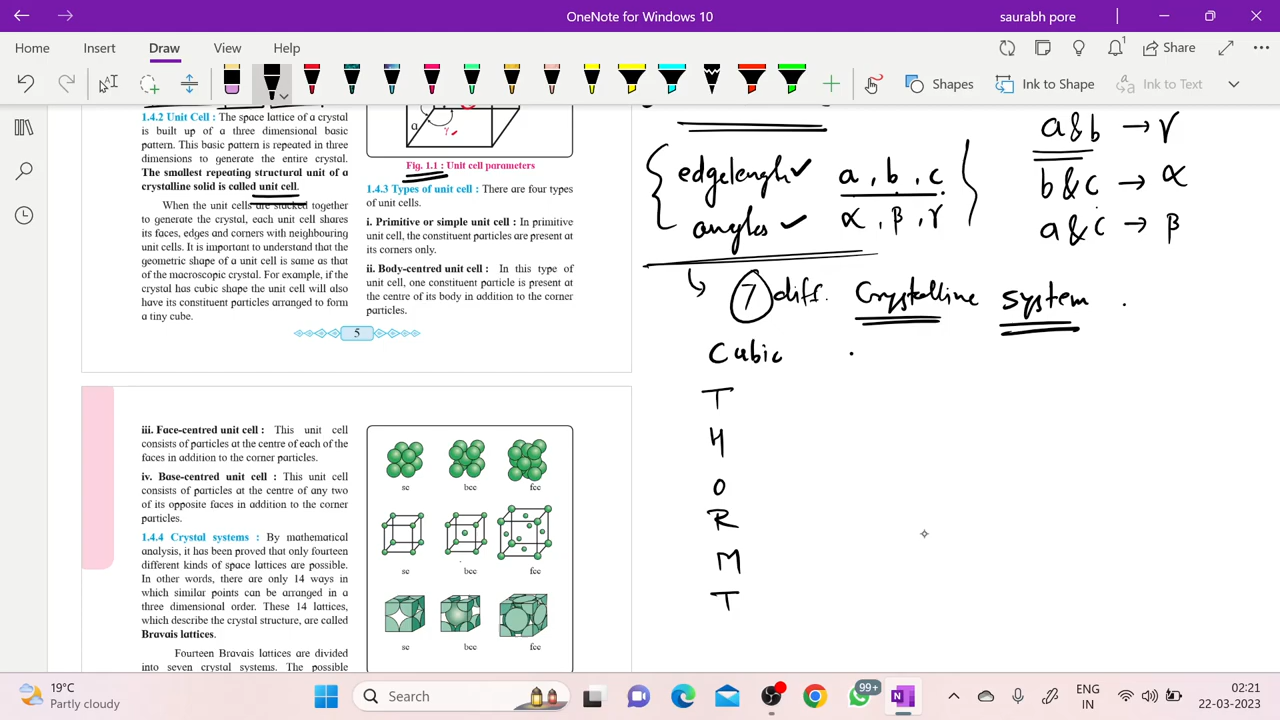 OneNote for Windows 10
saurabh pore
Home Insert Draw View Help
Share
Shapes
Ink to Shape
Ink to Text
1.4.2 Unit Cell : The space lattice of a crystal
is built up of a three dimensional basic
pattern. This basic pattern is repeated in three
dimensions to generate the entire crystal.
The smallest repeating structural unit of a
crystalline solid is called unit cell.
When the unit cells are stacked together
to generate the crystal, each unit cell shares
its faces, edges and corners with neighbouring
unit cells. It is important to understand that the
geometric shape of a unit cell is same as that
of the macroscopic crystal. For example, if the
crystal has cubic shape the unit cell will also
have its constituent particles arranged to form
a tiny cube.
a
γ
Fig. 1.1 : Unit cell parameters
1.4.3 Types of unit cell : There are four types
of unit cells.
i. Primitive or simple unit cell : In primitive
unit cell, the constituent particles are present at
its corners only.
ii. Body-centred unit cell : In this type of
unit cell, one constituent particle is present at
the centre of its body in addition to the corner
particles.
5
iii. Face-centred unit cell : This unit cell
consists of particles at the centre of each of the
faces in addition to the corner particles.
iv. Base-centred unit cell : This unit cell
consists of particles at the centre of any two
of its opposite faces in addition to the corner
particles.
1.4.4 Crystal systems : By mathematical
analysis, it has been proved that only fourteen
different kinds of space lattices are possible.
In other words, there are only 14 ways in
which similar points can be arranged in a
three dimensional order. These 14 lattices,
which describe the crystal structure, are called
Bravais lattices.
Fourteen Bravais lattices are divided
into seven crystal systems. The possible
sc bcc fcc
sc bcc fcc
sc bcc fcc
edgelength ✓ a, b, c
angles ✓ α, β, γ
a&b → γ
b&c → α
a&c → β
7 diff. Crystalline system.
Cubic
T
H
O
R
M
T
19°C
Partly cloudy
Search
99+
ENG
IN
02:21
22-03-2023